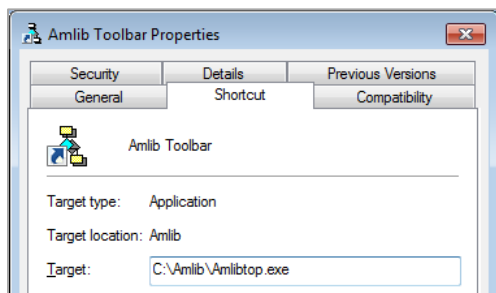 Amlib Toolbar Properties
Security Details Previous Versions
General Shortcut Compatibility
Amlib Toolbar
Target type: Application
Target location: Amlib
Target: C:\Amlib\Amlibtop.exe